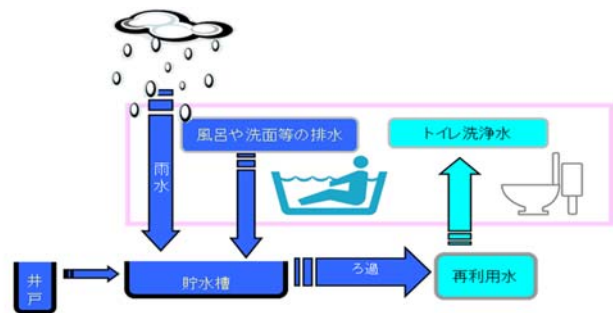 風呂や洗面等の排水
トイレ洗浄水
雨水
井戸
貯水槽
ろ過
再利用水